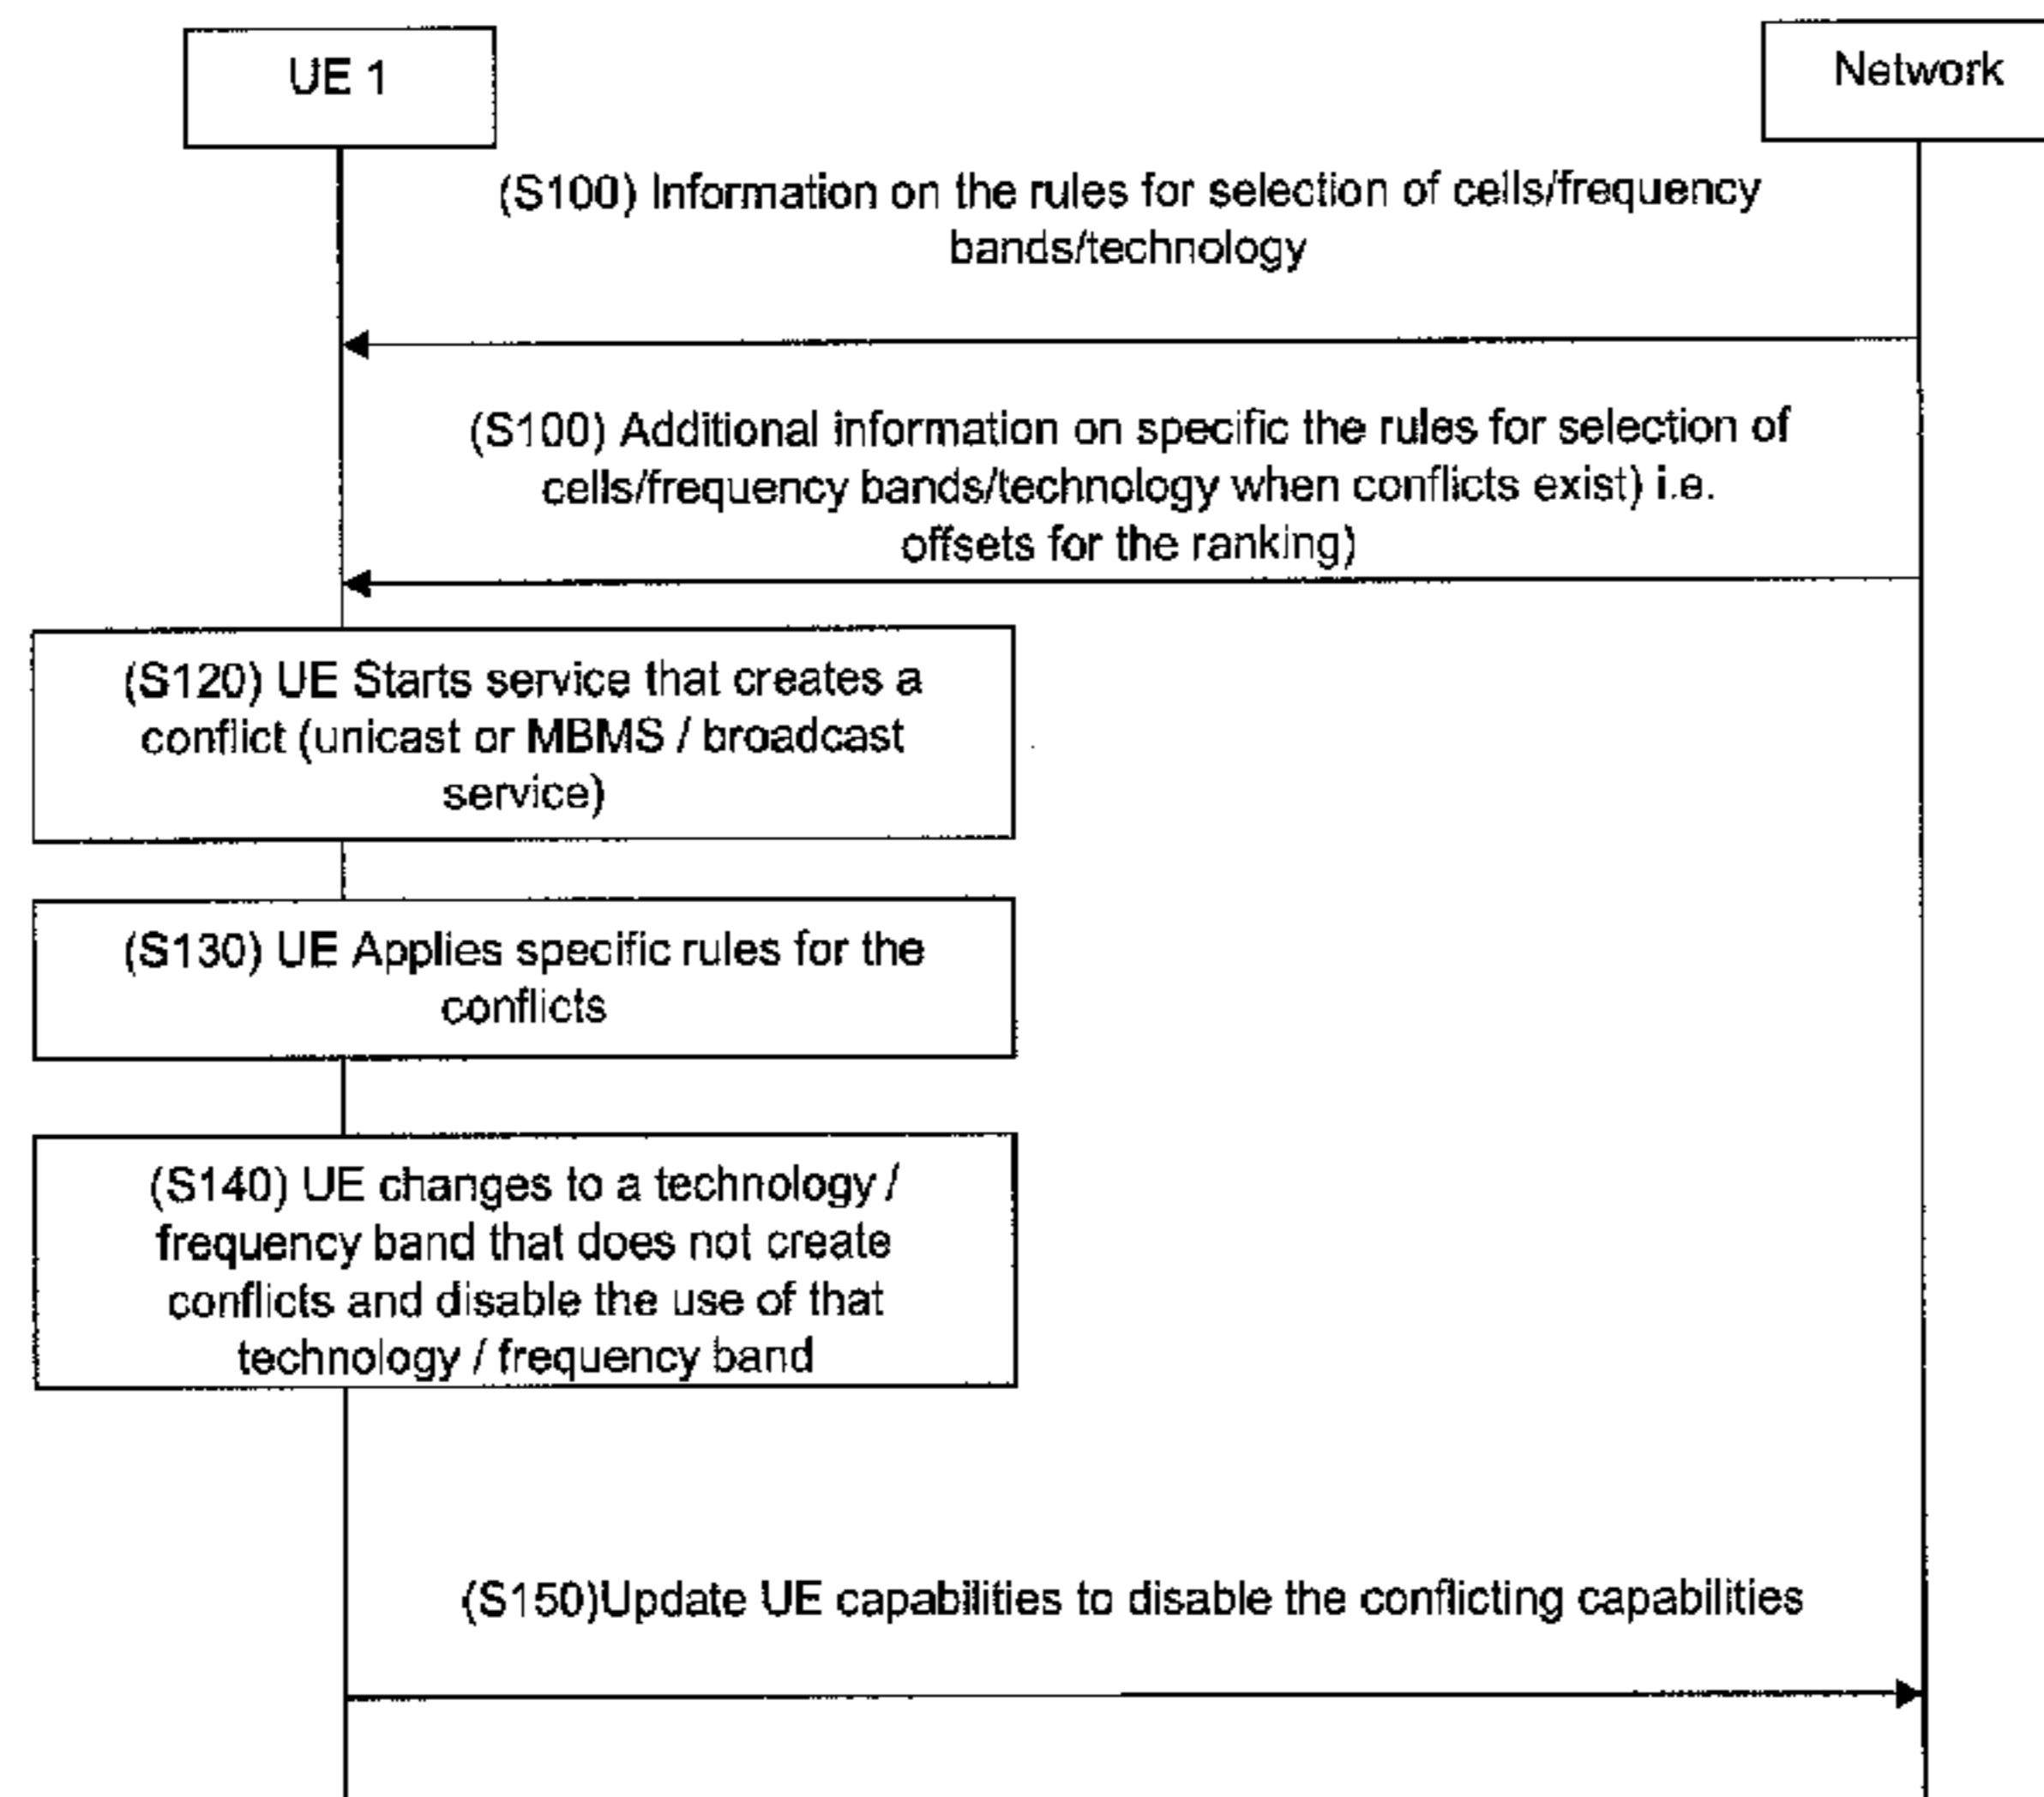 UE 1
Network
(S100) Information on the rules for selection of cells/frequency
bands/technology
(S100) Additional information on specific the rules for selection of
cells/frequency bands/technology when conflicts exist) i.e.
offsets for the ranking)
(S120) UE Starts service that creates a
conflict (unicast or MBMS / broadcast
service)
(S130) UE Applies specific rules for the
conflicts
(S140) UE changes to a technology /
frequency band that does not create
conflicts and disable the use of that
technology / frequency band
(S150)Update UE capabilities to disable the conflicting capabilities